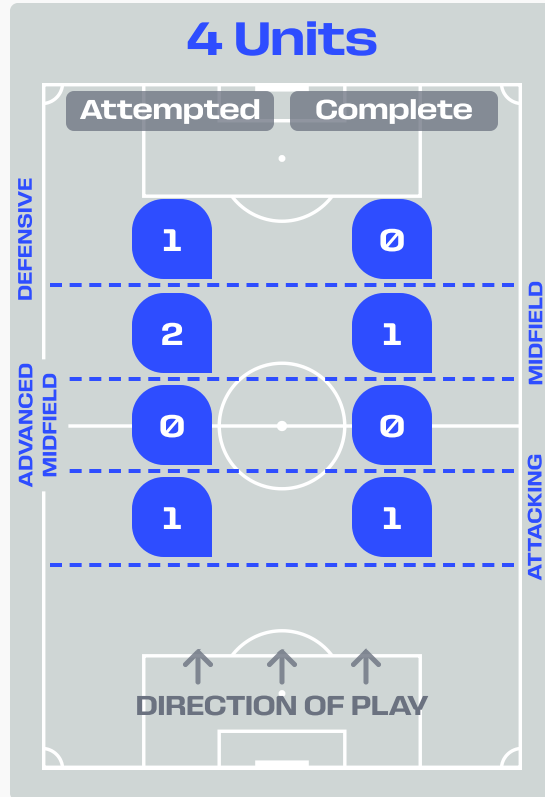 4 Units
Attempted Complete
DEFENSIVE
1 0
MIDFIELD
2 1
ADVANCED
MIDFIELD
0 0
ATTACKING
1 1
DIRECTION OF PLAY